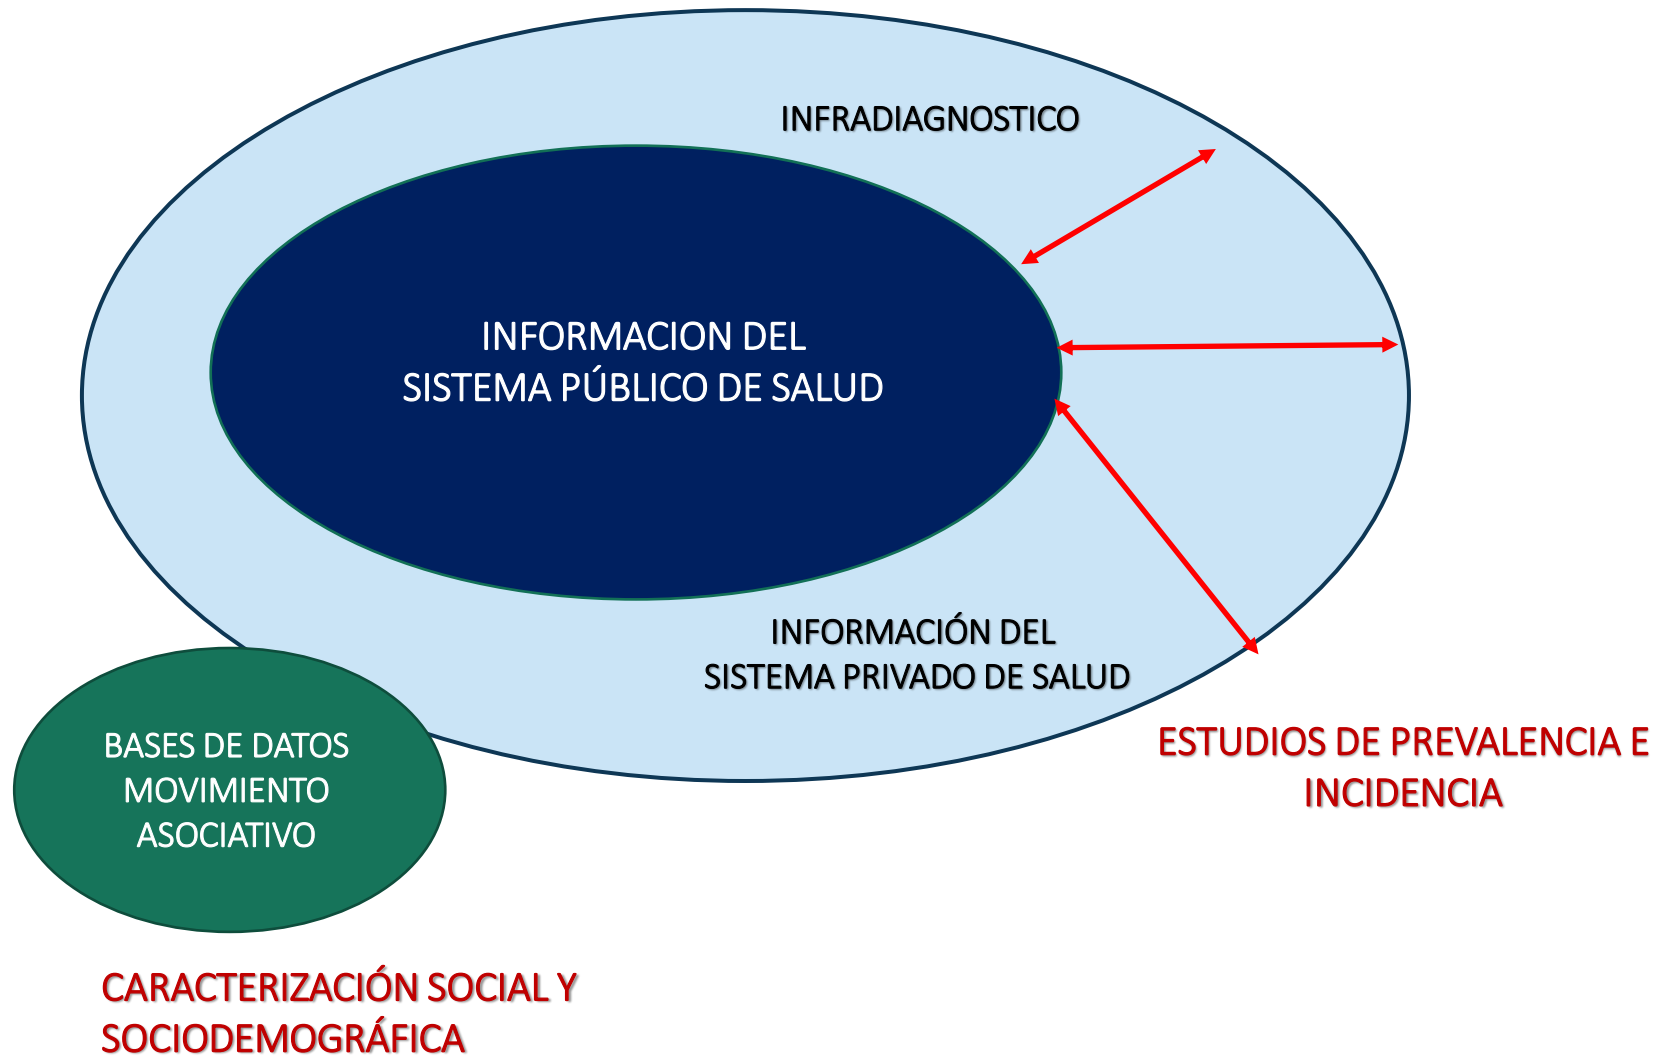 INFRADIAGNOSTICO
INFORMACION DEL
SISTEMA PÚBLICO DE SALUD
INFORMACIÓN DEL
SISTEMA PRIVADO DE SALUD
ESTUDIOS DE PREVALENCIA E
INCIDENCIA
BASES DE DATOS
MOVIMIENTO
ASOCIATIVO
CARACTERIZACIÓN SOCIAL Y
SOCIODEMOGRÁFICA